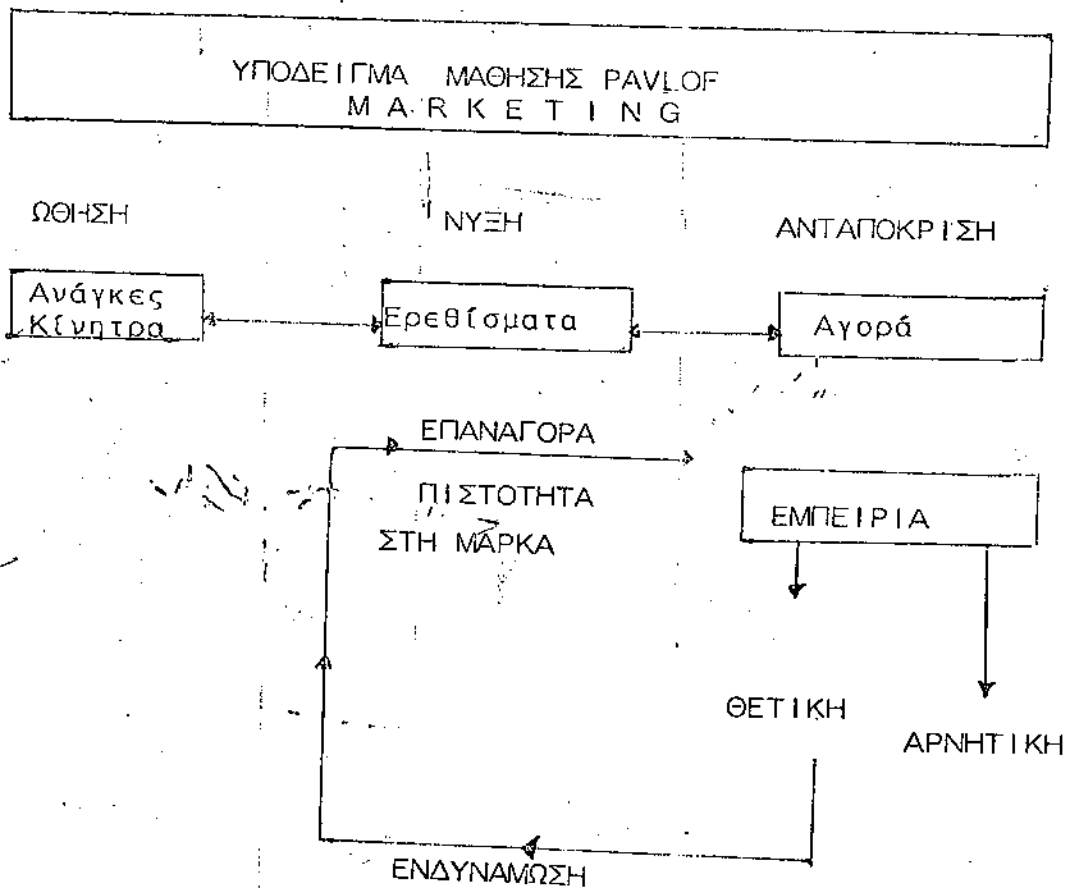 ΥΠΟΔΕΙΓΜΑ ΜΑΘΗΣΗΣ PAVLOF
MARKETING
ΩΘΗΣΗ ΝΥΞΗ ΑΝΤΑΠΟΚΡΙΣΗ
Ανάγκες
Κίνητρα
Ερεθίσματα
Αγορά
ΕΠΑΝΑΓΟΡΑ
ΠΙΣΤΟΤΗΤΑ
ΣΤΗ ΜΑΡΚΑ
ΕΜΠΕΙΡΙΑ
ΘΕΤΙΚΗ
ΑΡΝΗΤΙΚΗ
ΕΝΔΥΝΑΜΩΣΗ